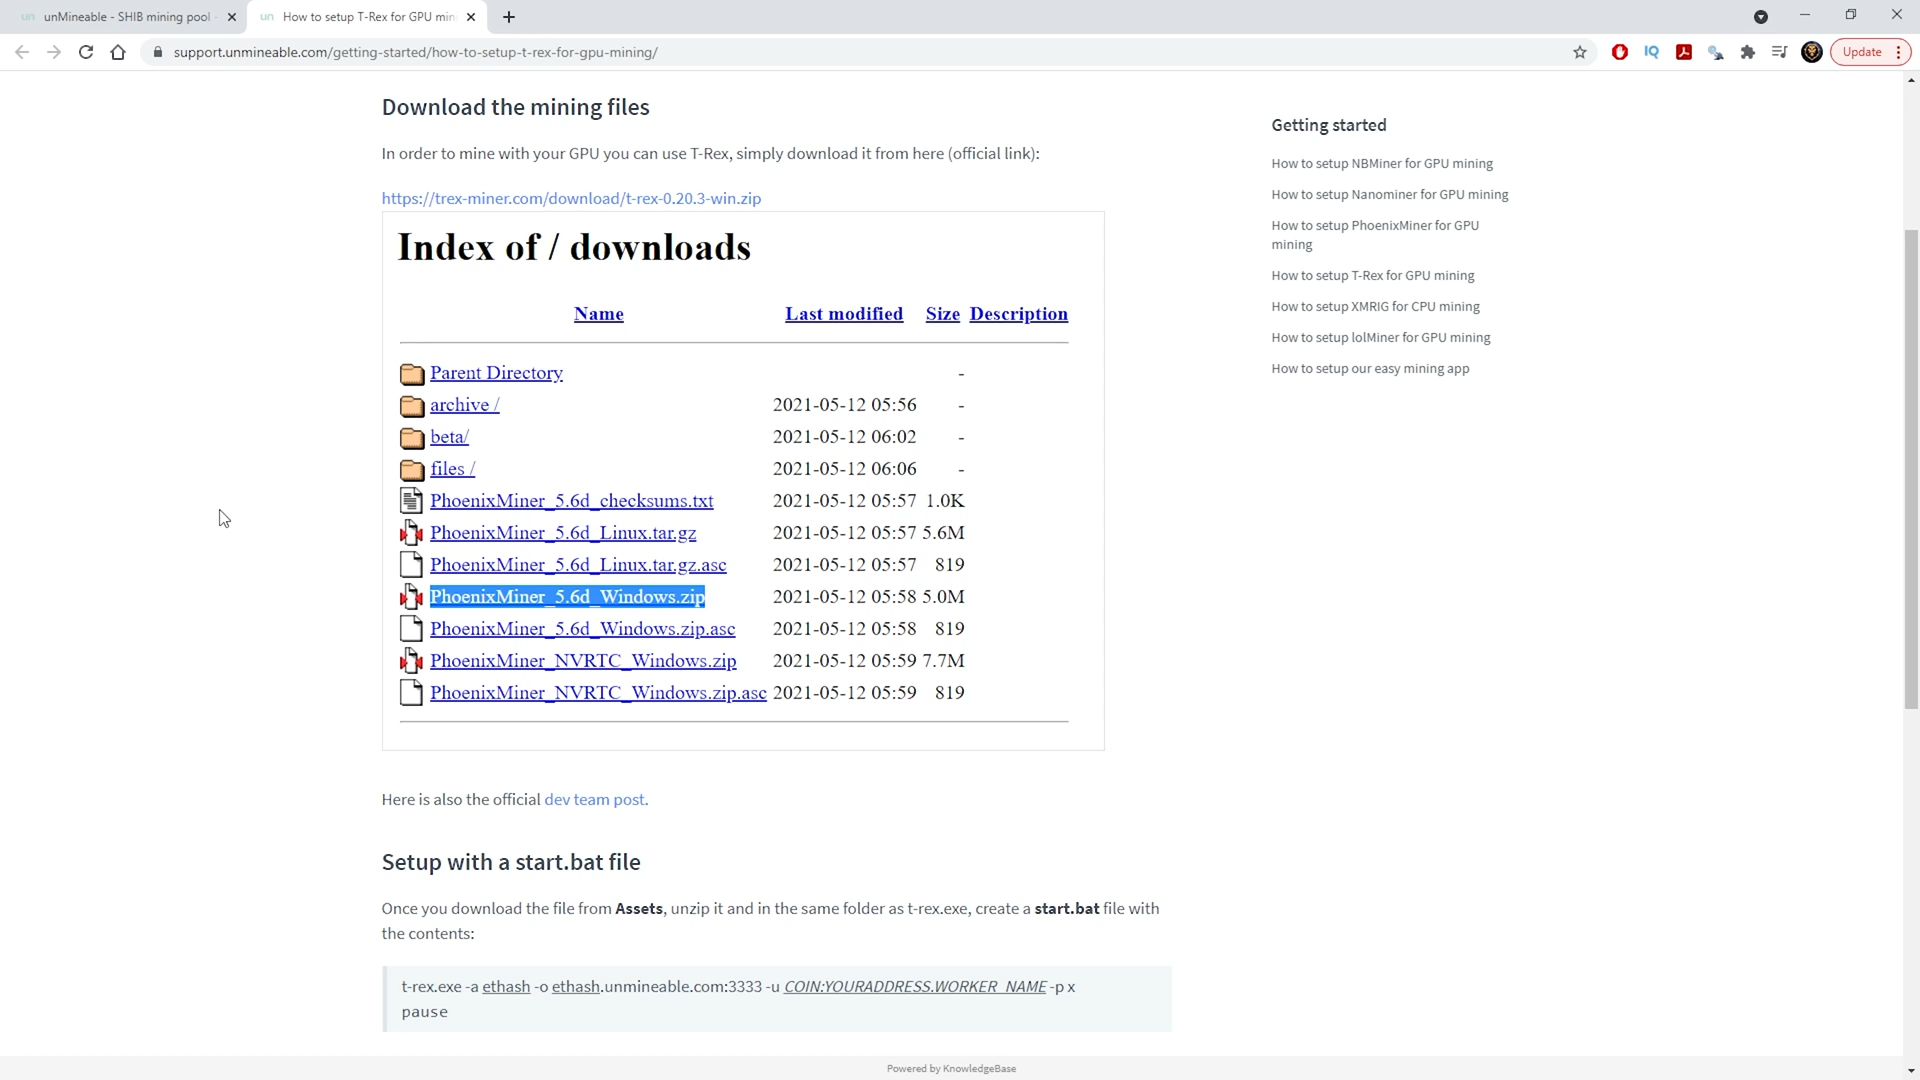 un unMineable - SHIB mining pool
un How to setup T-Rex for GPU min
support.unmineable.com/getting-started/how-to-setup-t-rex-for-gpu-mining/
IQ
Update
Download the mining files
In order to mine with your GPU you can use T-Rex, simply download it from here (official link):
https://trex-miner.com/download/t-rex-0.20.3-win.zip
Index of / downloads
Name Last modified Size Description
Parent Directory -
archive / 2021-05-12 05:56 -
beta/ 2021-05-12 06:02 -
files / 2021-05-12 06:06 -
PhoenixMiner_5.6d_checksums.txt 2021-05-12 05:57 1.0K
PhoenixMiner_5.6d_Linux.tar.gz 2021-05-12 05:57 5.6M
PhoenixMiner_5.6d_Linux.tar.gz.asc 2021-05-12 05:57 819
PhoenixMiner_5.6d_Windows.zip 2021-05-12 05:58 5.0M
PhoenixMiner_5.6d_Windows.zip.asc 2021-05-12 05:58 819
PhoenixMiner_NVRTC_Windows.zip 2021-05-12 05:59 7.7M
PhoenixMiner_NVRTC_Windows.zip.asc 2021-05-12 05:59 819
Here is also the official dev team post.
Setup with a start.bat file
Once you download the file from Assets, unzip it and in the same folder as t-rex.exe, create a start.bat file with
the contents:
t-rex.exe -a ethash -o ethash.unmineable.com:3333 -u COIN:YOURADDRESS.WORKER_NAME -p x
pause
Getting started
How to setup NBMiner for GPU mining
How to setup Nanominer for GPU mining
How to setup PhoenixMiner for GPU
mining
How to setup T-Rex for GPU mining
How to setup XMRIG for CPU mining
How to setup lolMiner for GPU mining
How to setup our easy mining app
Powered by KnowledgeBase